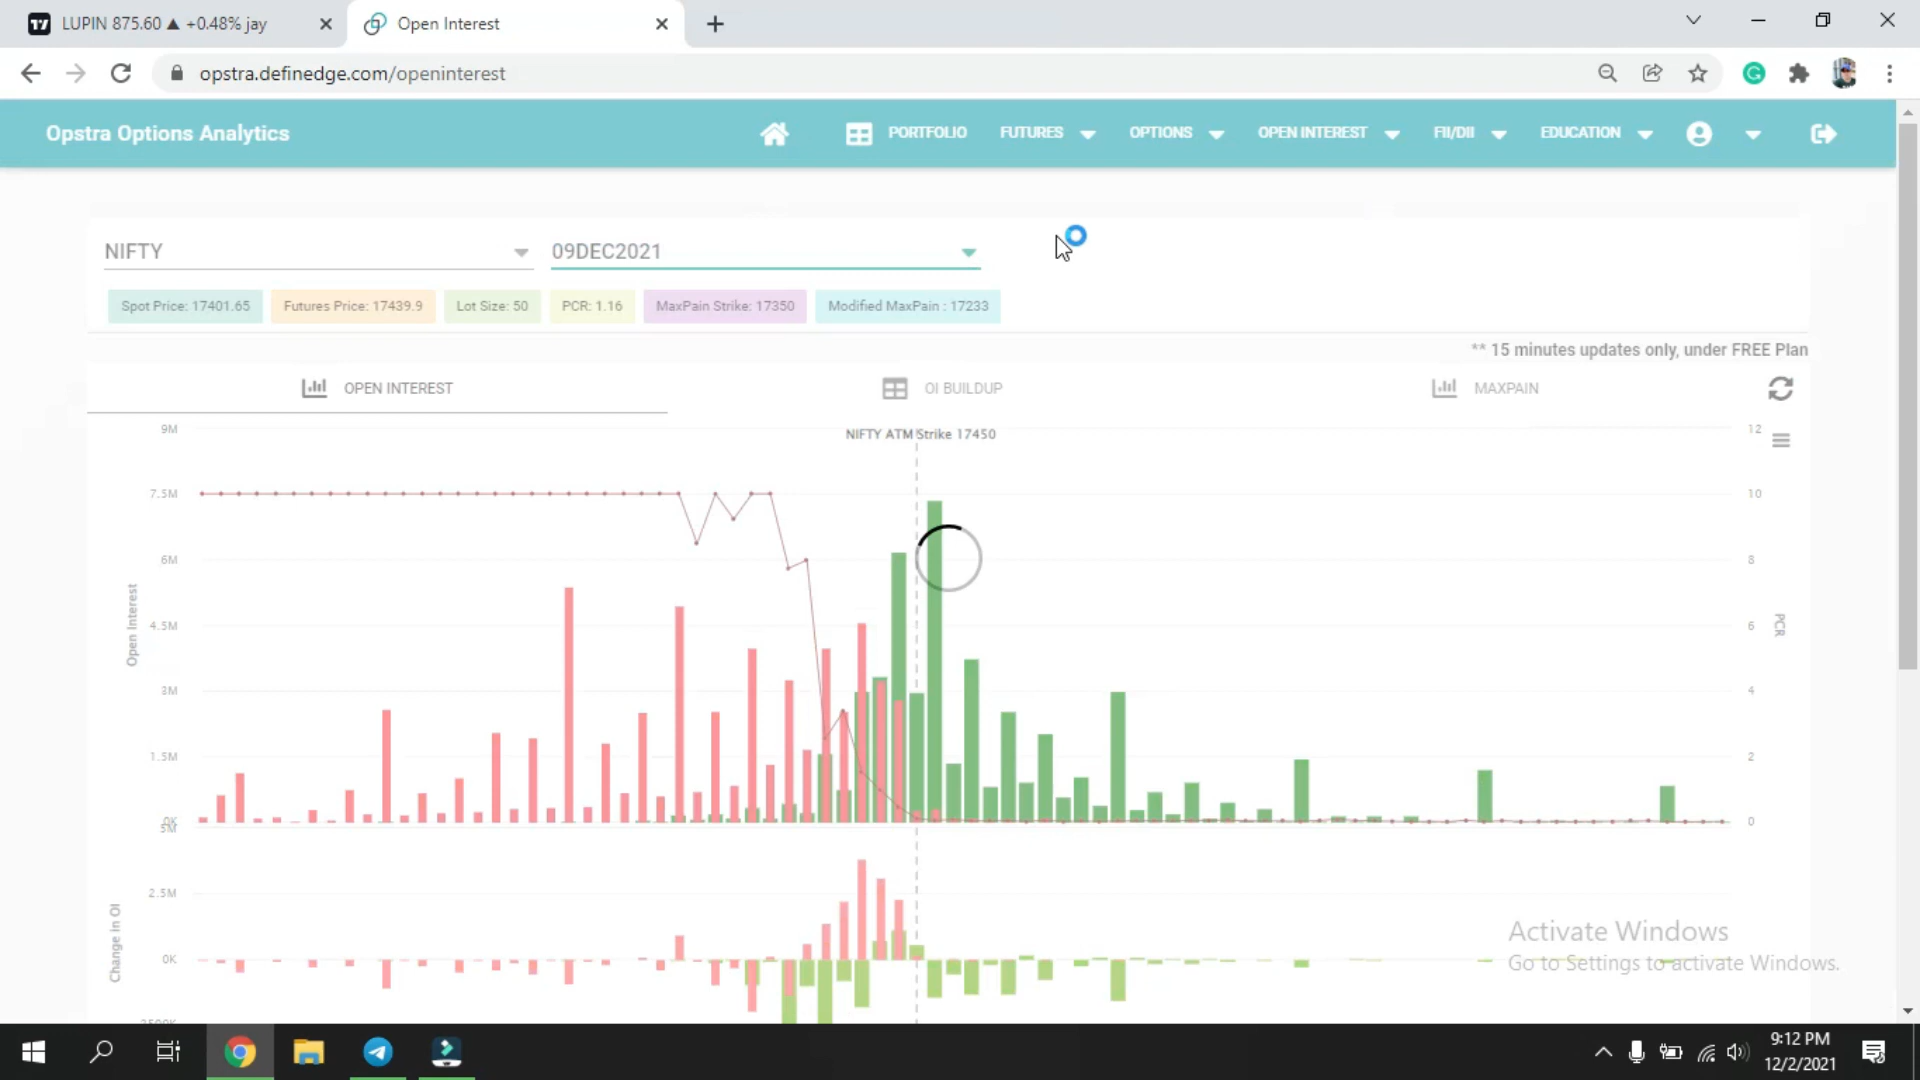 LUPIN 875.60 ▲ +0.48% jay
Open Interest
opstra.definedge.com/openinterest
Opstra Options Analytics
PORTFOLIO
FUTURES
OPTIONS
OPEN INTEREST
FII/DII
EDUCATION
NIFTY
09DEC2021
Spot Price: 17401.65
Futures Price: 17439.9
Lot Size: 50
PCR: 1.16
MaxPain Strike: 17350
Modified MaxPain : 17233
** 15 minutes updates only, under FREE Plan
OPEN INTEREST
OI BUILDUP
MAXPAIN
NIFTY ATM Strike 17450
9M
12
7.5M
10
6M
8
Open Interest
4.5M
6
PCR
3M
4
1.5M
2
0K
0
5M
2.5M
Change in OI
0K
Activate Windows
Go to Settings to activate Windows.
9:12 PM
12/2/2021